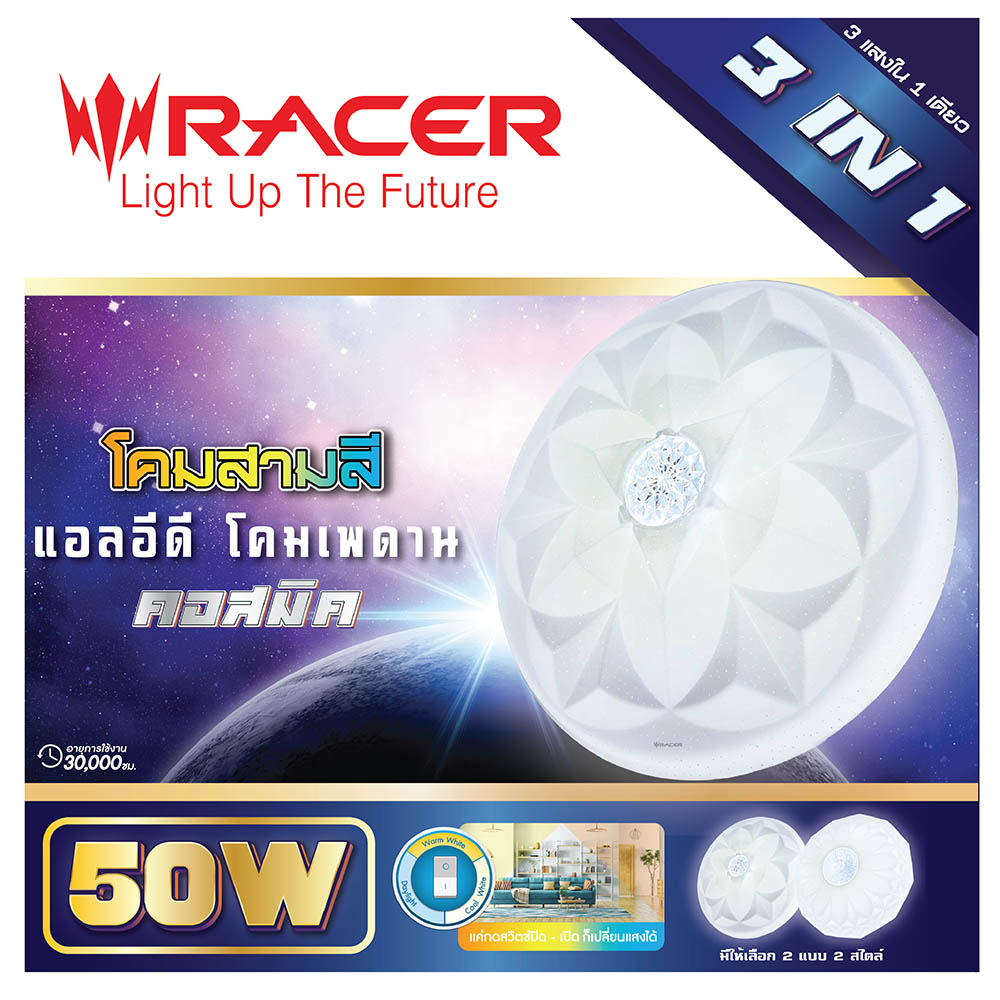 RACER
Light Up The Future
3 แสงใน 1 เดียว
3 IN 1
โคมสามสี
แอลอีดี โคมเพดาน
คอสมิค
RACER
อายุการใช้งาน
30,000ชม.
50W
Warm White
Daylight
Cool White
แค่กดสวิตช์ปิด - เปิด ก็เปลี่ยนแสงได้
มีให้เลือก 2 แบบ 2 สไตล์